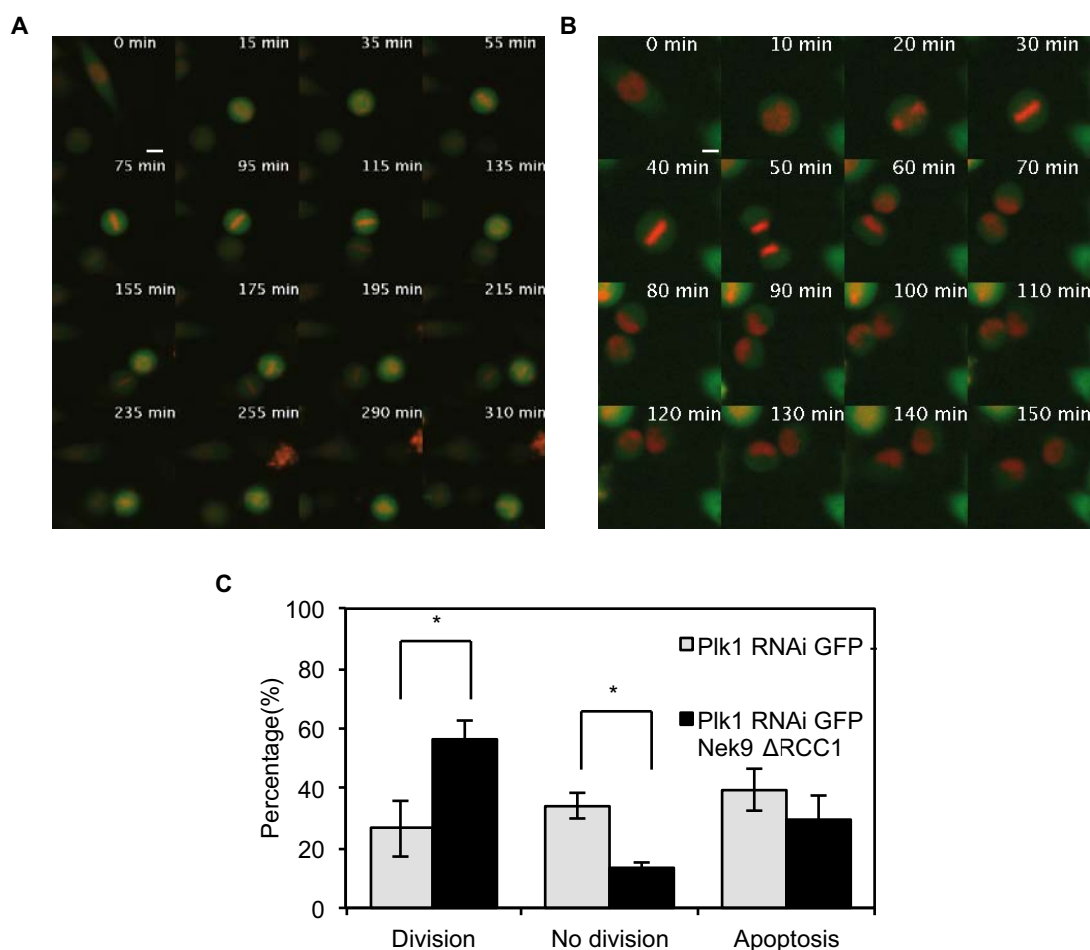 A
0 min 15 min 35 min 55 min
75 min 95 min 115 min 135 min
155 min 175 min 195 min 215 min
235 min 255 min 290 min 310 min
B
0 min 10 min 20 min 30 min
40 min 50 min 60 min 70 min
80 min 90 min 100 min 110 min
120 min 130 min 140 min 150 min
C
Percentage(%)
100
80
60
40
20
0
*
*
Plk1 RNAi GFP -
Plk1 RNAi GFP
Nek9 ΔRCC1
Division No division Apoptosis